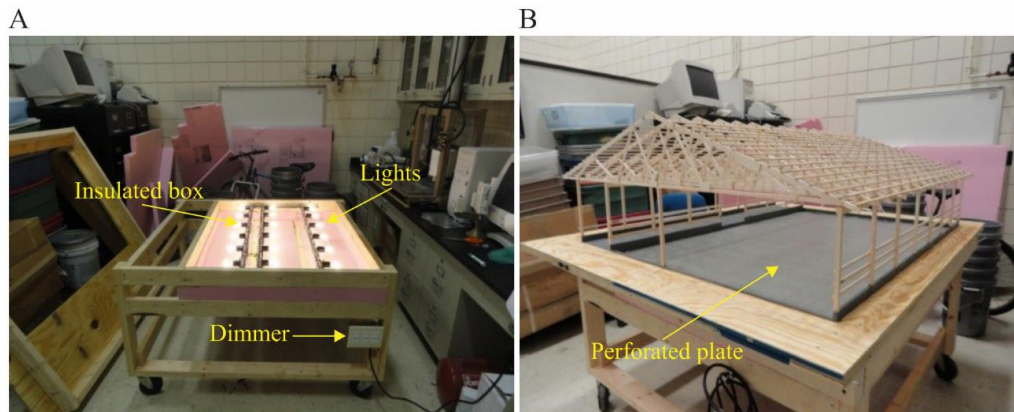 A
B
Insulated box
Lights
Dimmer
Perforated plate